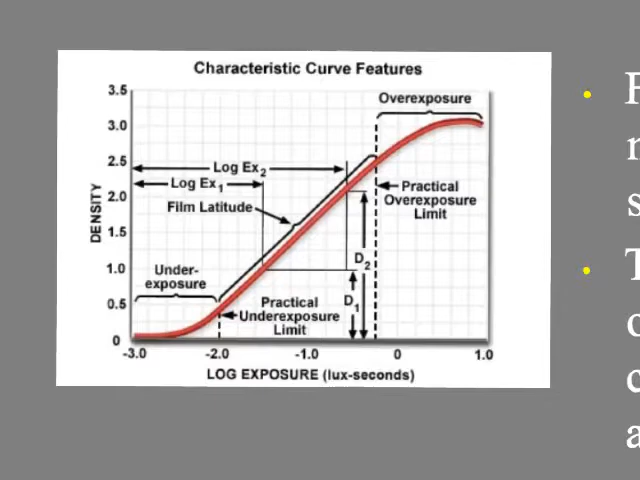 Characteristic Curve Features
3.5
Overexposure
3.0
2.5
Log Ex2
Log Ex1
Practical
Overexposure
Limit
2.0
Film Latitude
1.5
DENSITY
D2
1.0
Under-
exposure
D1
0.5
Practical
Underexposure
Limit
0
-3.0 -2.0 -1.0 0 1.0
LOG EXPOSURE (lux-seconds)